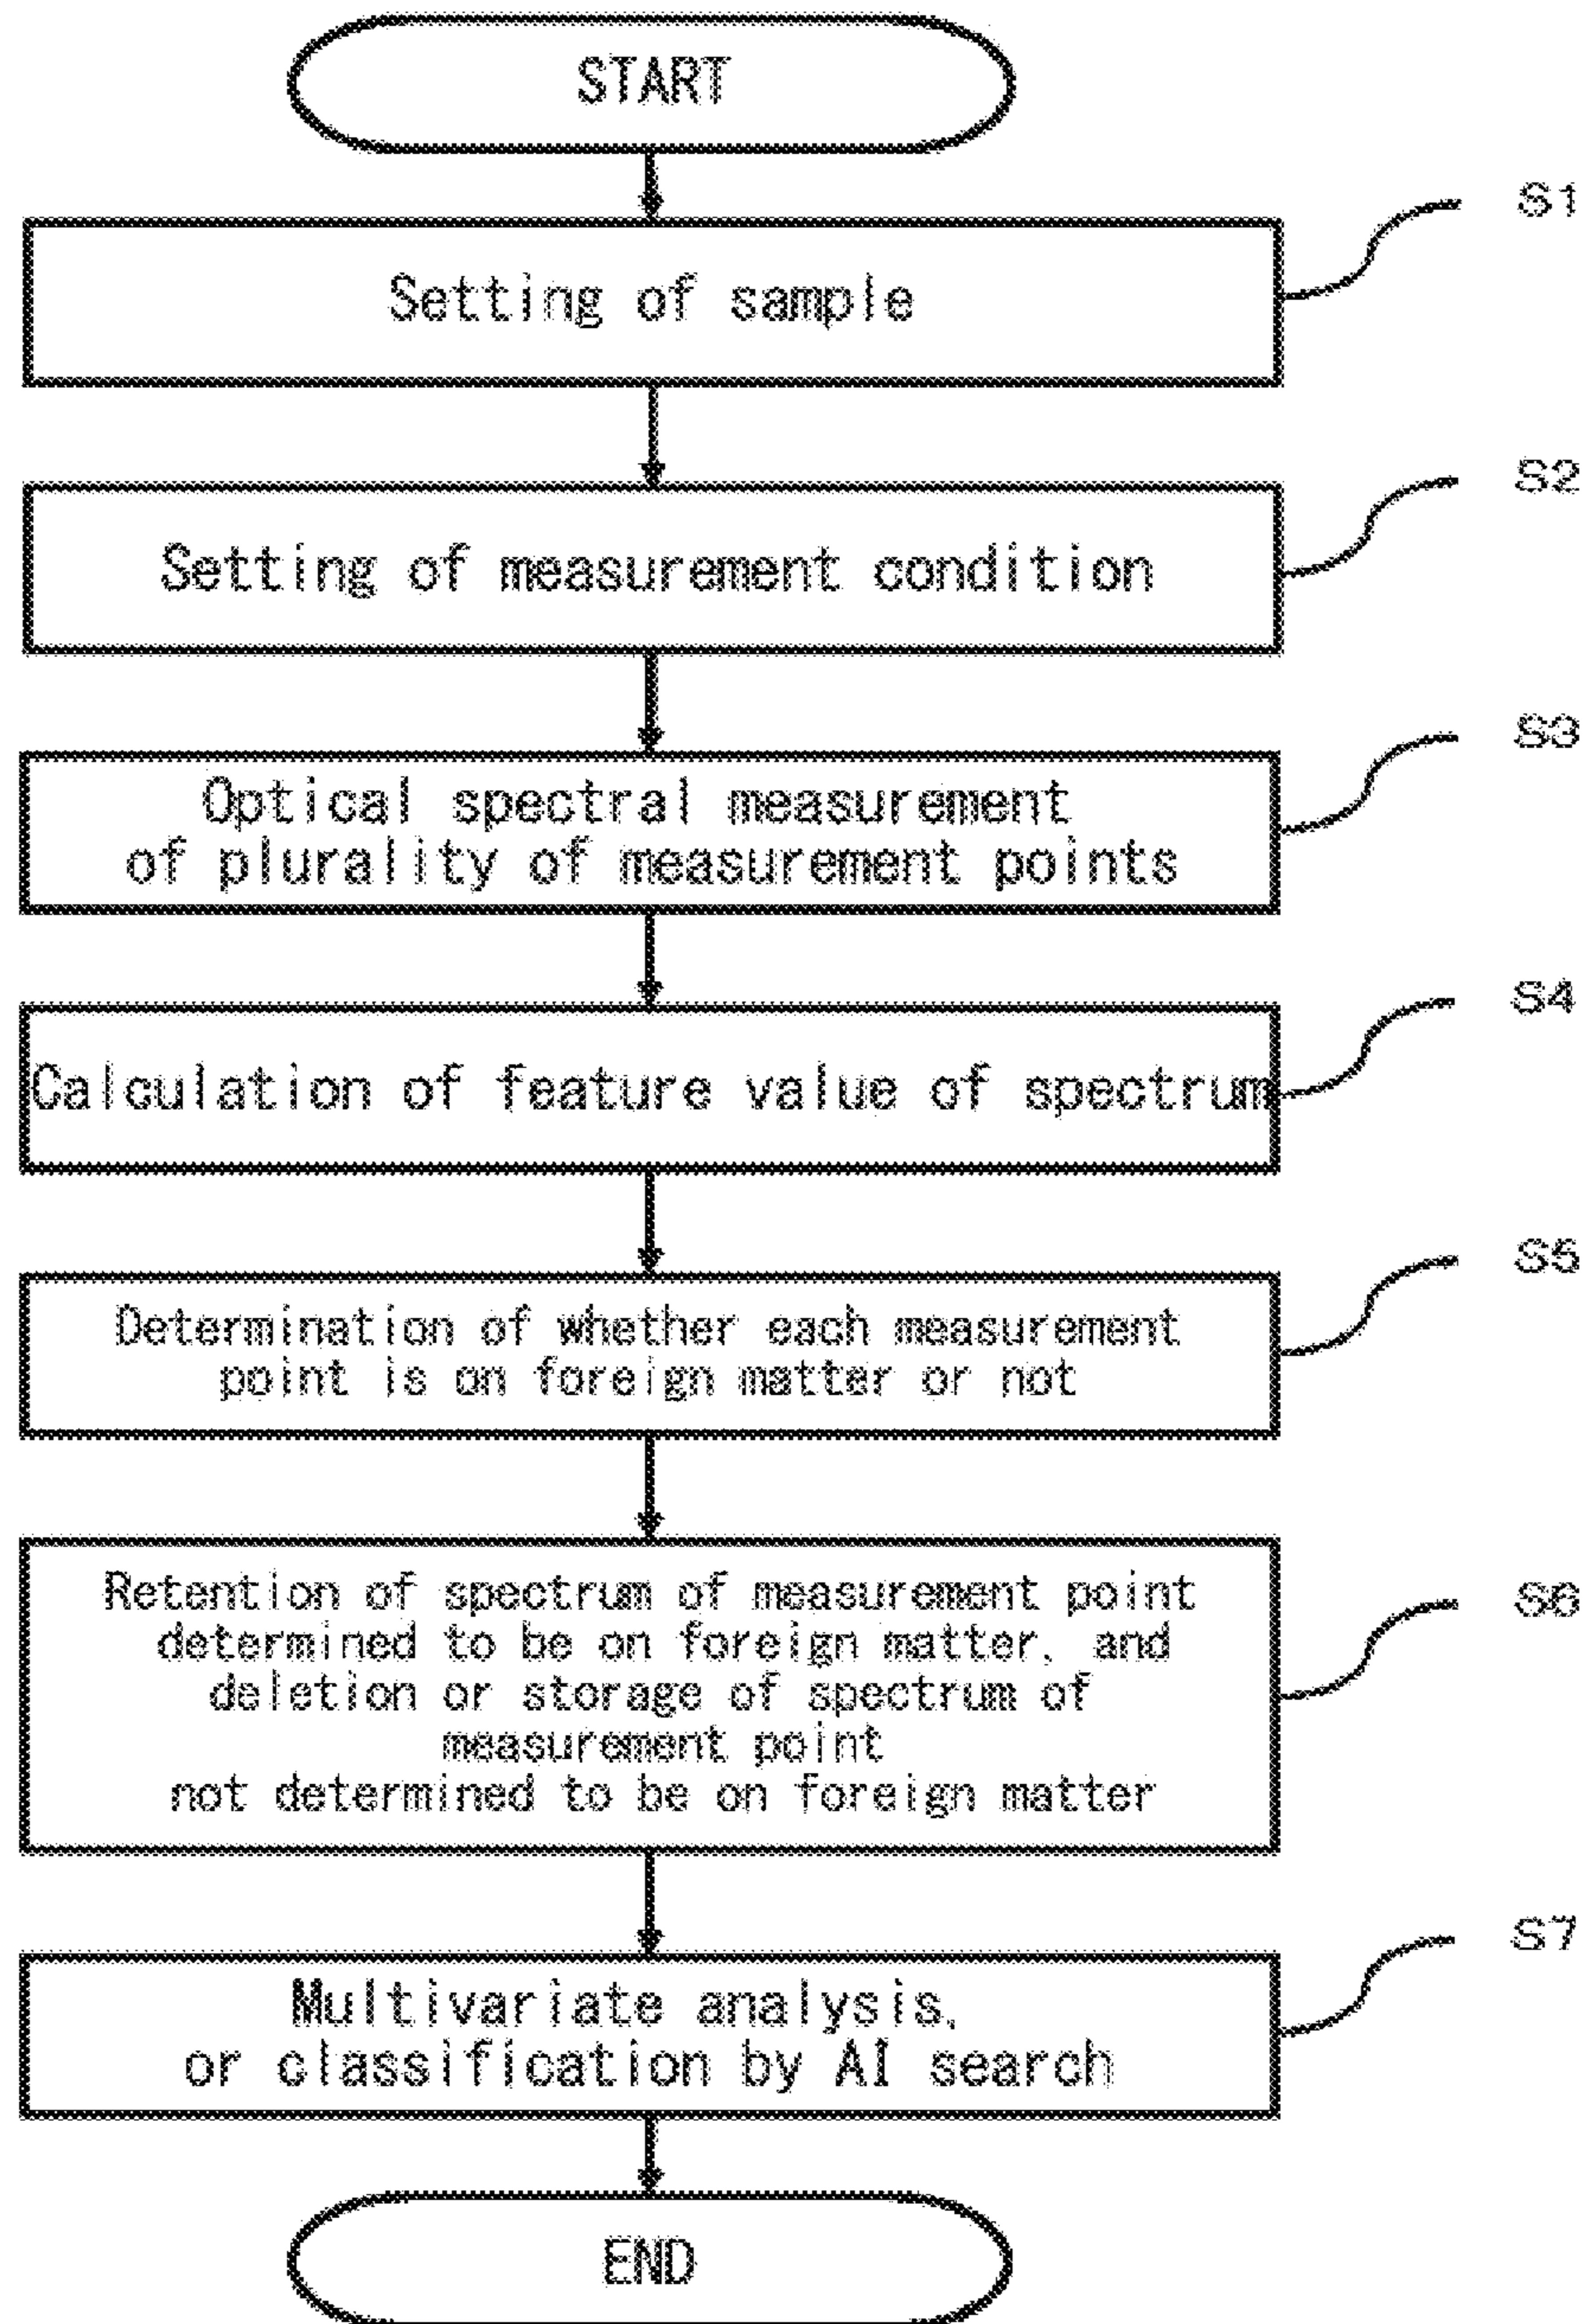 START
S1
Setting of sample
S2
Setting of measurement condition
S3
Optical spectral measurement
of plurality of measurement points
S4
Calculation of feature value of spectrum
S5
Determination of whether each measurement
point is on foreign matter or not
S6
Retention of spectrum of measurement point
determined to be on foreign matter, and
deletion or storage of spectrum of
measurement point
not determined to be on foreign matter
S7
Multivariate analysis,
or classification by AI search
END